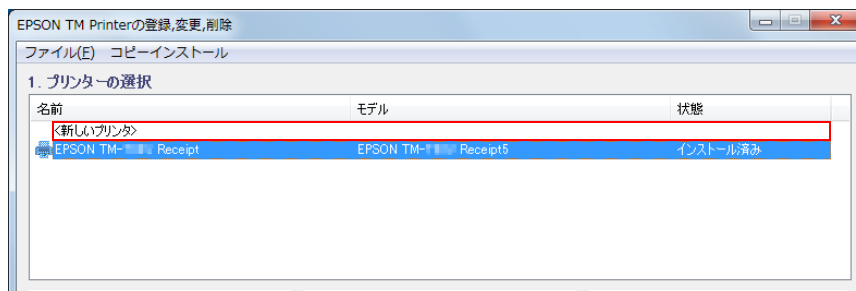 EPSON TM Printerの登録,変更,削除
ファイル(F) コピーインストール
1. プリンターの選択
名前 モデル 状態
<新しいプリンタ>
EPSON TM- Receipt EPSON TM- Receipt5 インストール済み